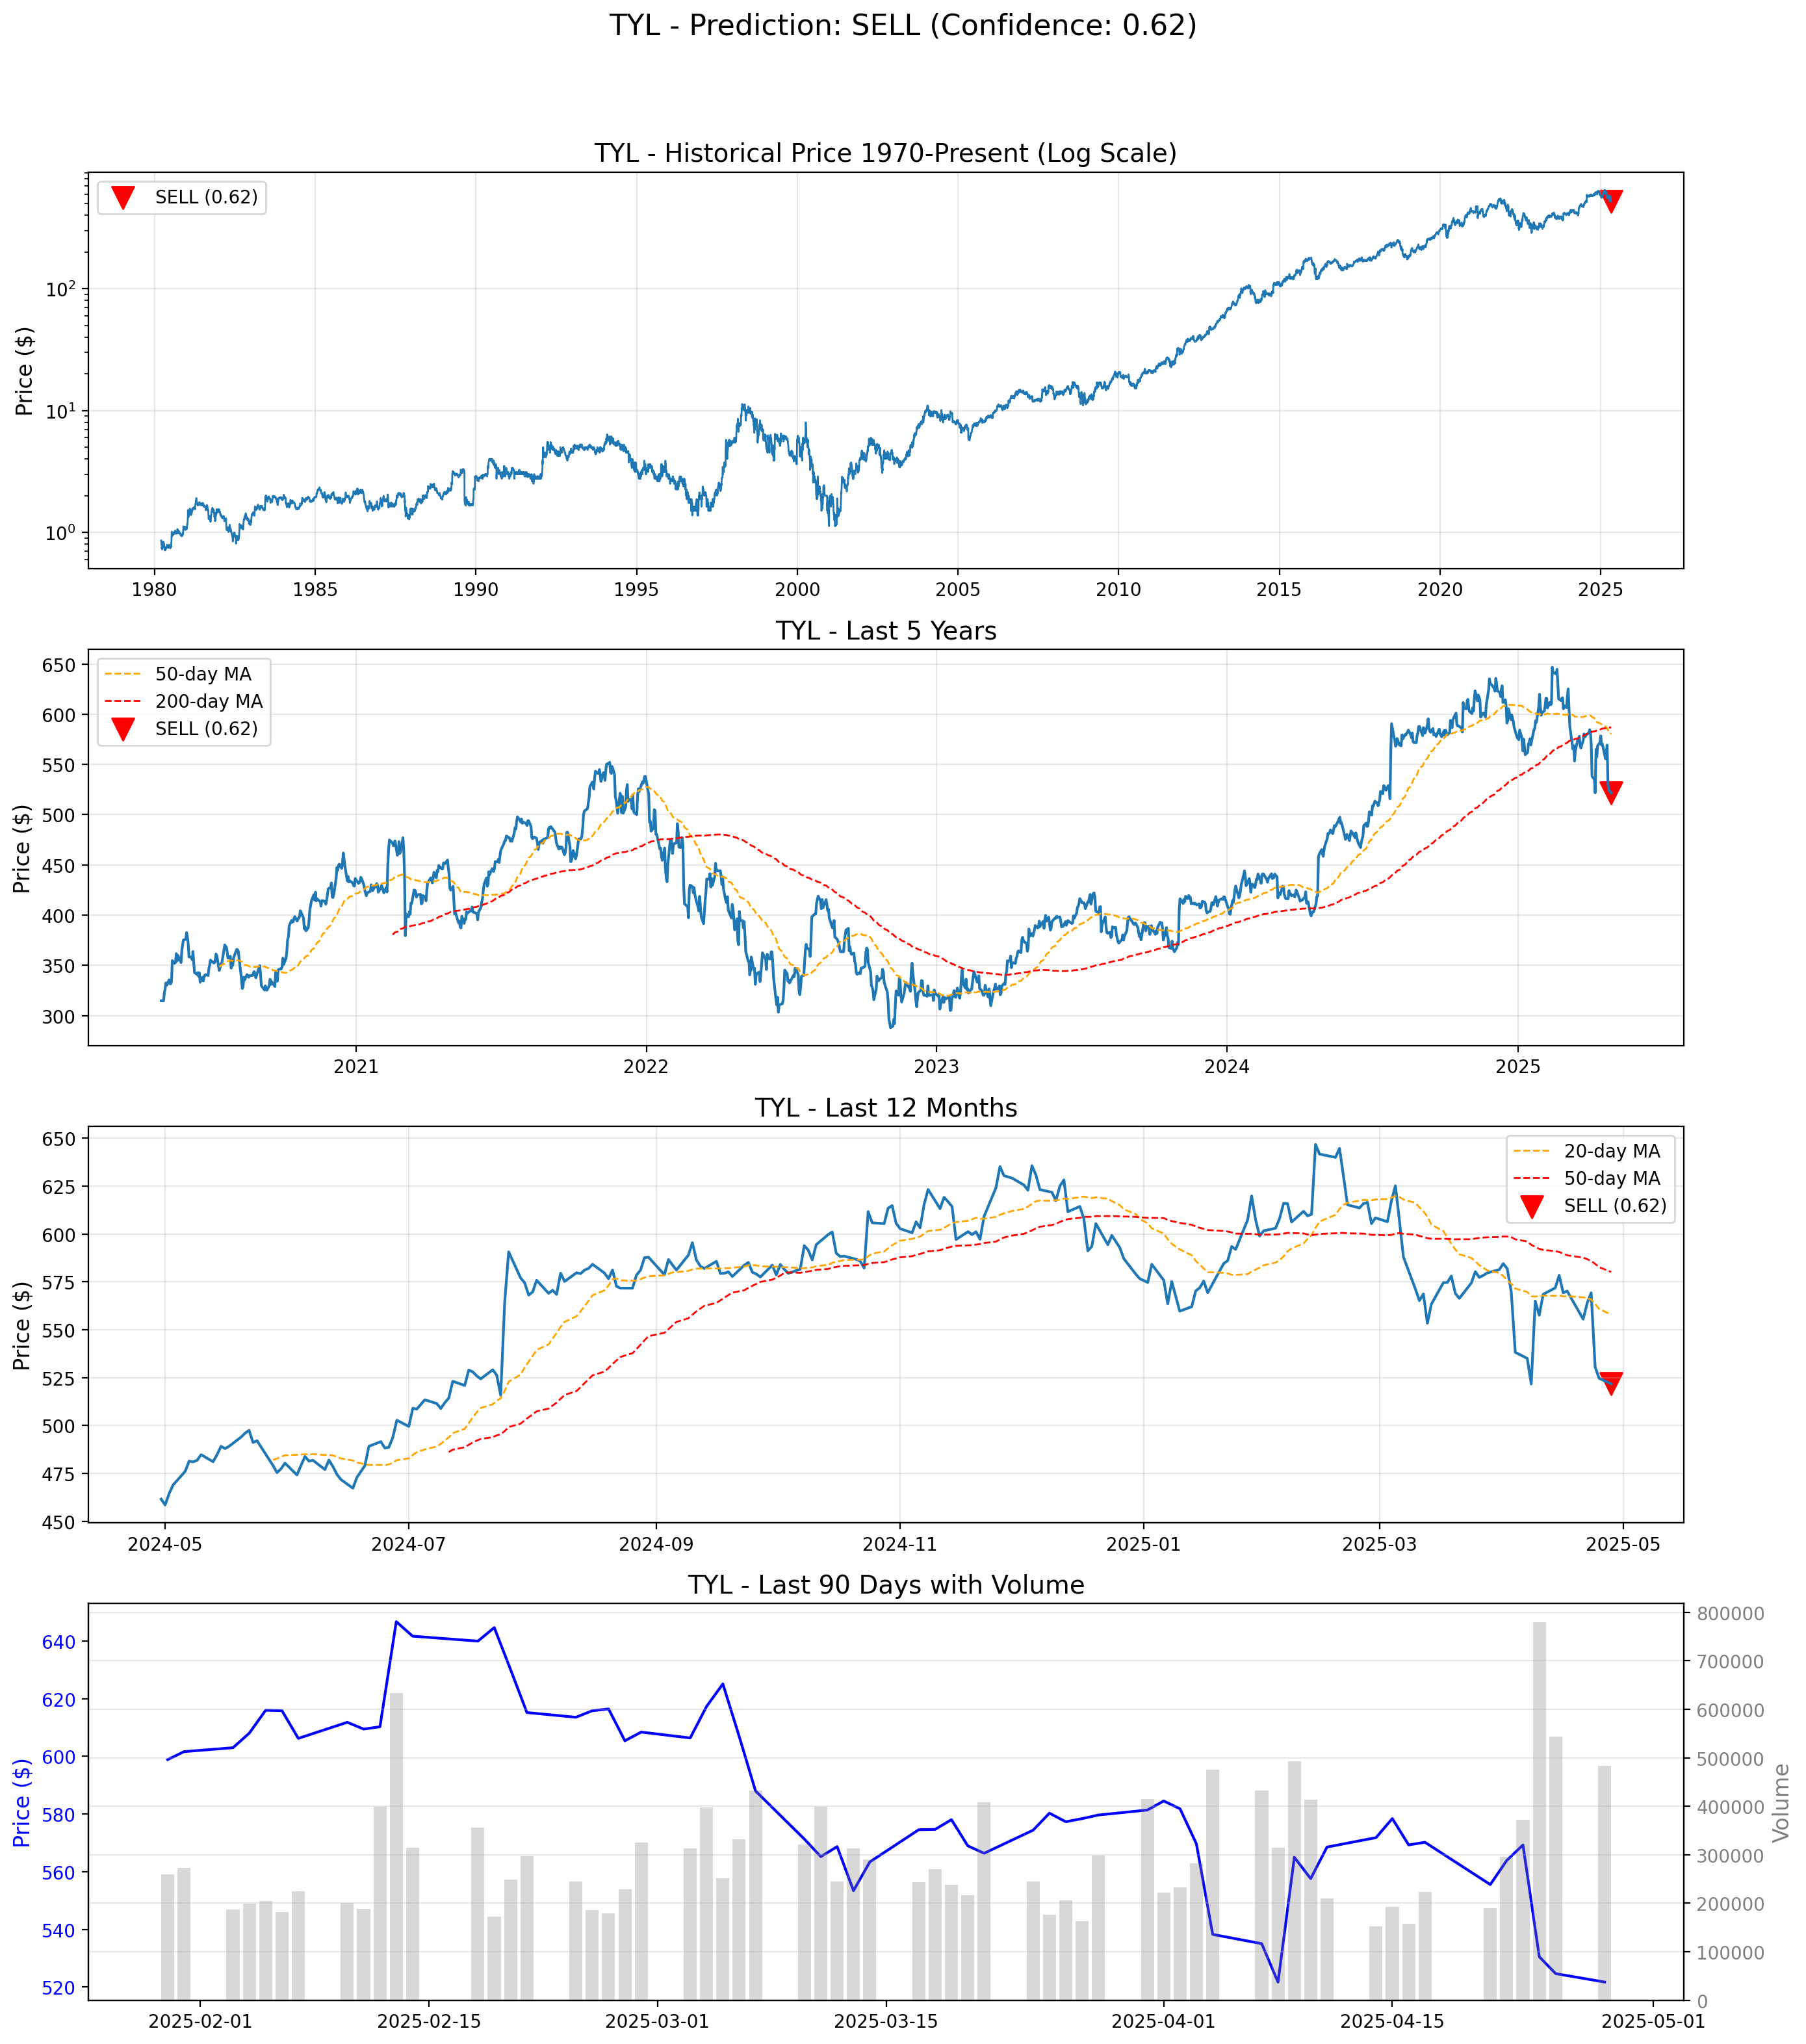 TYL - Prediction: SELL (Confidence: 0.62)
TYL - Historical Price 1970-Present (Log Scale)
SELL (0.62)
Price ($)
10²
10¹
10⁰
1980 1985 1990 1995 2000 2005 2010 2015 2020 2025
TYL - Last 5 Years
50-day MA
200-day MA
SELL (0.62)
Price ($)
650
600
550
500
450
400
350
300
2021 2022 2023 2024 2025
TYL - Last 12 Months
20-day MA
50-day MA
SELL (0.62)
Price ($)
650
625
600
575
550
525
500
475
450
2024-05 2024-07 2024-09 2024-11 2025-01 2025-03 2025-05
TYL - Last 90 Days with Volume
Price ($)
640
620
600
580
560
540
520
800000
700000
600000
500000
400000
300000
200000
100000
0
Volume
2025-02-01 2025-02-15 2025-03-01 2025-03-15 2025-04-01 2025-04-15 2025-05-01